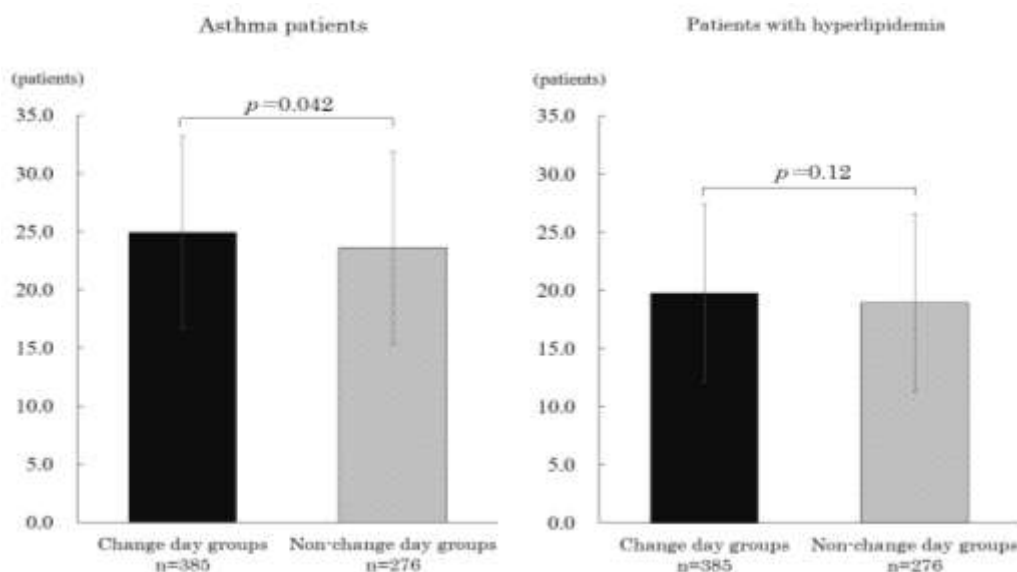 Asthma patients
(patients)
p=0.042
35.0
30.0
25.0
20.0
15.0
10.0
5.0
0.0
Change day groups
n=385
Non-change day groups
n=276
Patients with hyperlipidemia
(patients)
p=0.12
35.0
30.0
25.0
20.0
15.0
10.0
5.0
0.0
Change day groups
n=385
Non-change day groups
n=276